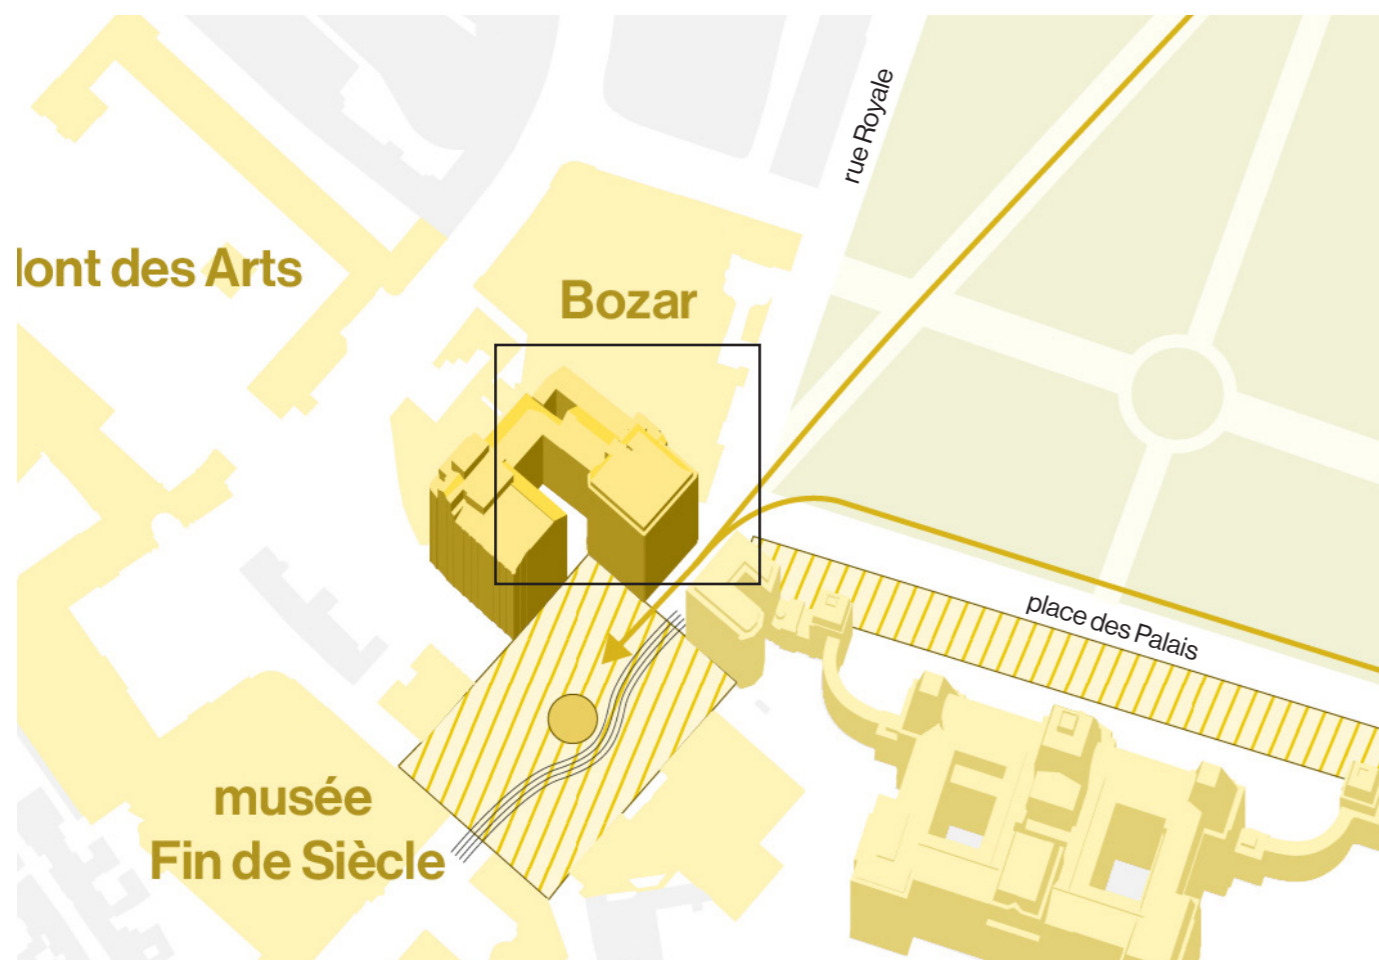 rue Royale
lont des Arts
Bozar
place des Palais
musée
Fin de Siècle